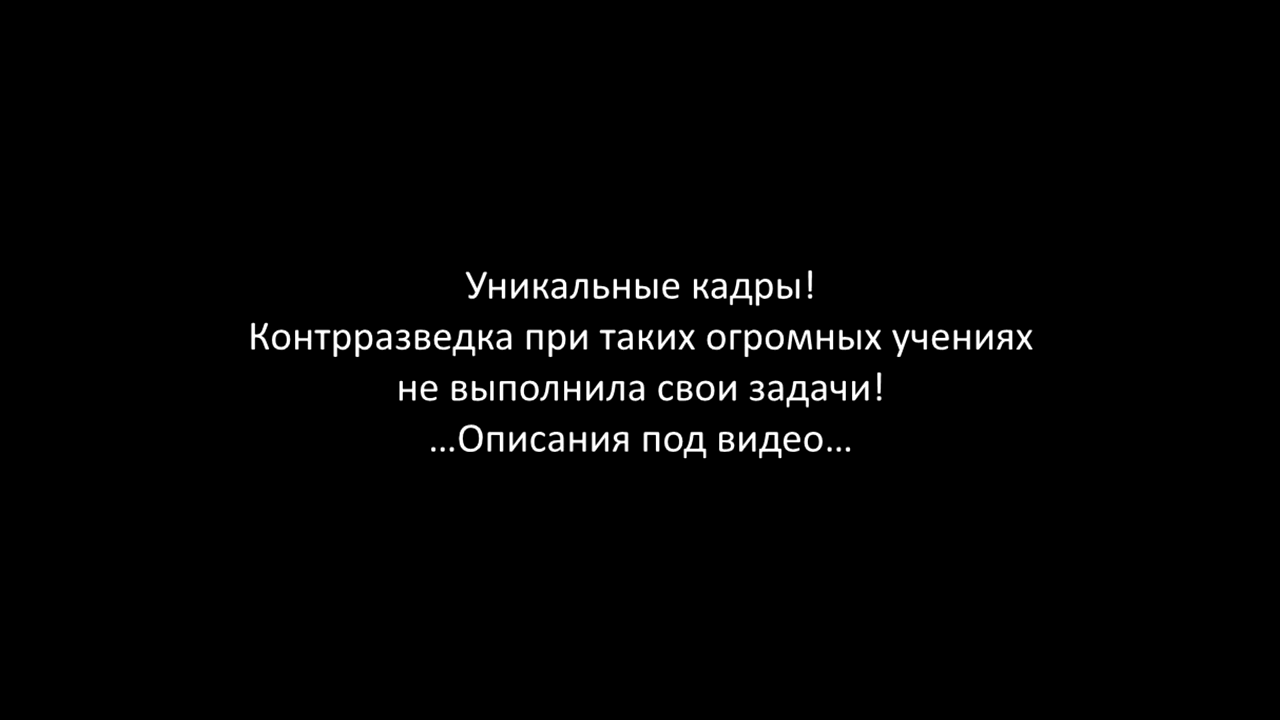 Уникальные кадры!
Контрразведка при таких огромных учениях
не выполнила свои задачи!
…Описания под видео…